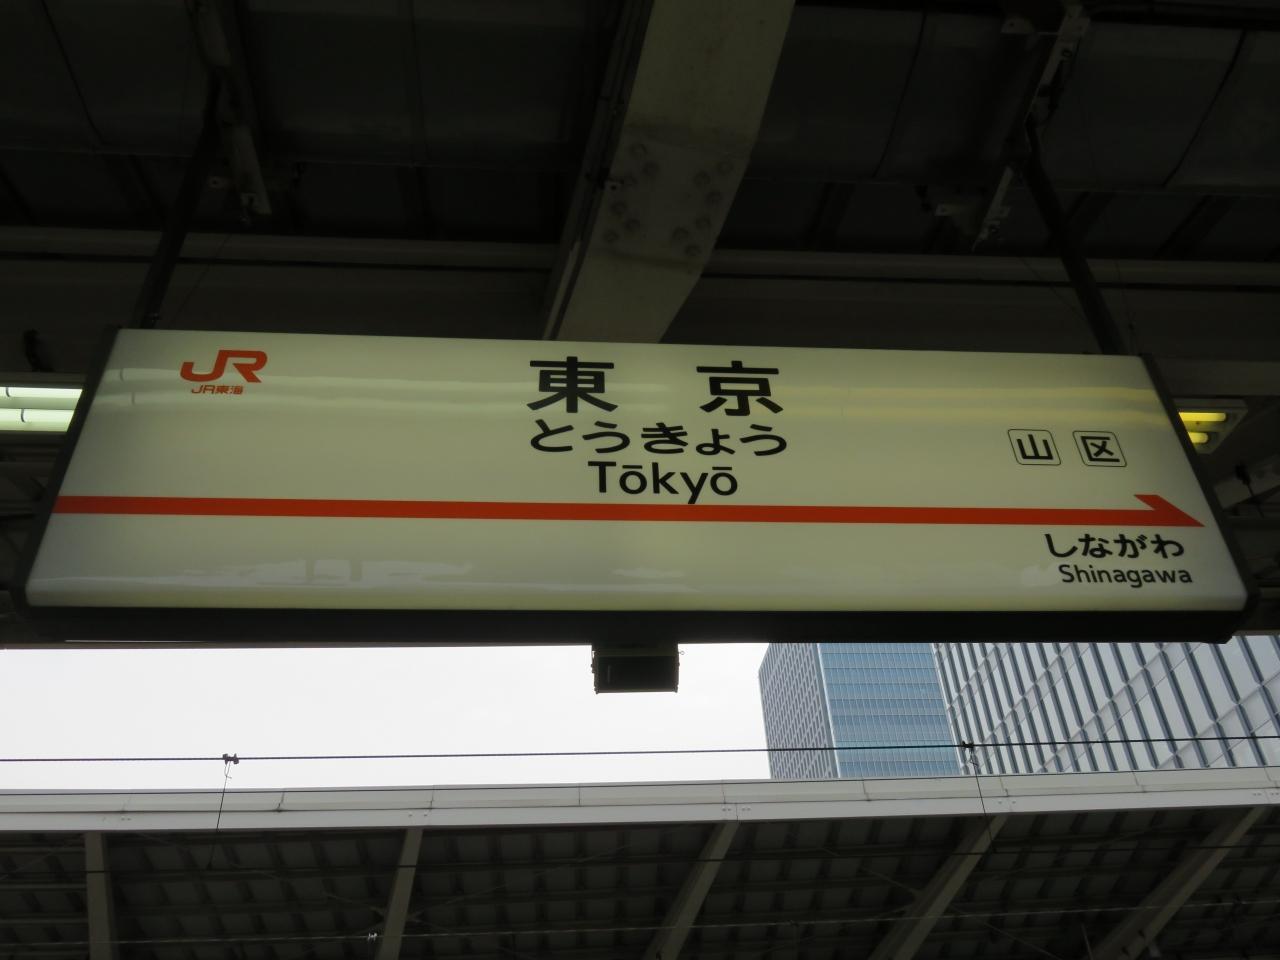 JR
JR東海
東京
とうきょう
Tōkyō
山 区
しながわ
Shinagawa